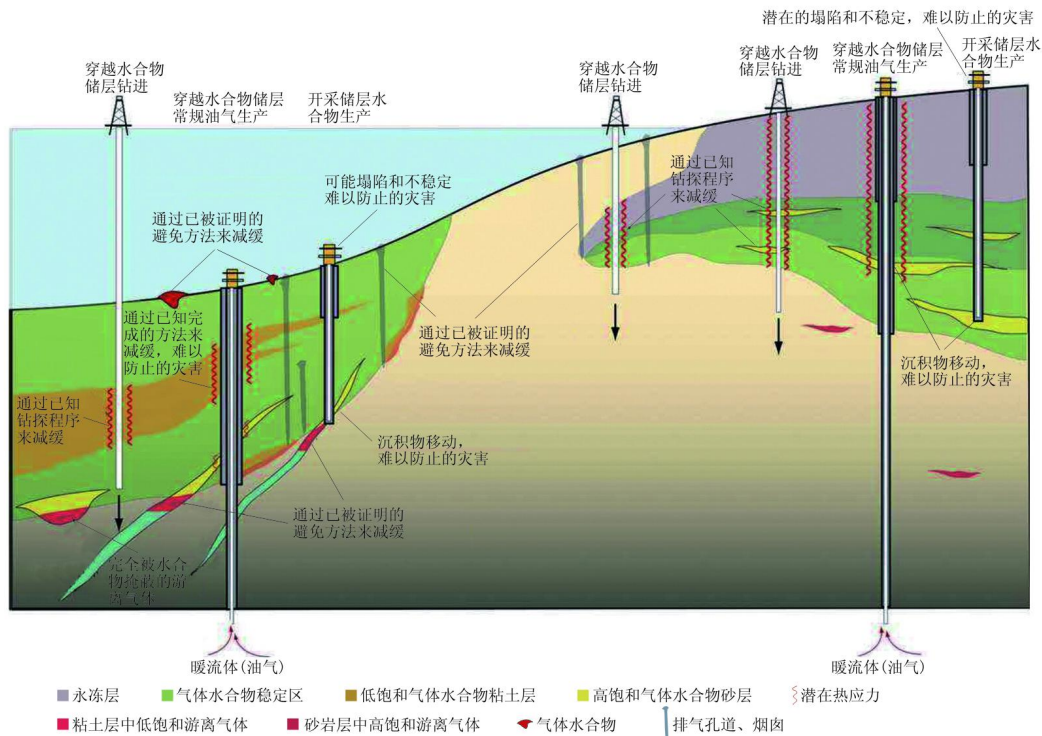 潜在的塌陷和不稳定，难以防止的灾害
穿越水合物
储层钻进
穿越水合物储层
常规油气生产
开采储层水
合物生产
穿越水合物
储层钻进
穿越水合物
储层钻进
穿越水合物储层
常规油气生产
开采储层水
合物生产
可能塌陷和不稳定
难以防止的灾害
通过已被证明的
避免方法来减缓
通过已知
钻探程序
来减缓
通过已知完
成的方法来
减缓，难以
防止的灾害
通过已被证明的
避免方法来减缓
沉积物移动，
难以防止的灾害
通过已知
钻探程序
来减缓
沉积物移动，
难以防止的灾害
通过已被证明的
避免方法来减缓
完全被水合
物掩蔽的游
离气体
暖流体(油气)
暖流体(油气)
永冻层
气体水合物稳定区
低饱和气体水合物粘土层
高饱和气体水合物砂层
潜在热应力
粘土层中低饱和游离气体
砂岩层中高饱和游离气体
气体水合物
排气孔道、烟囱